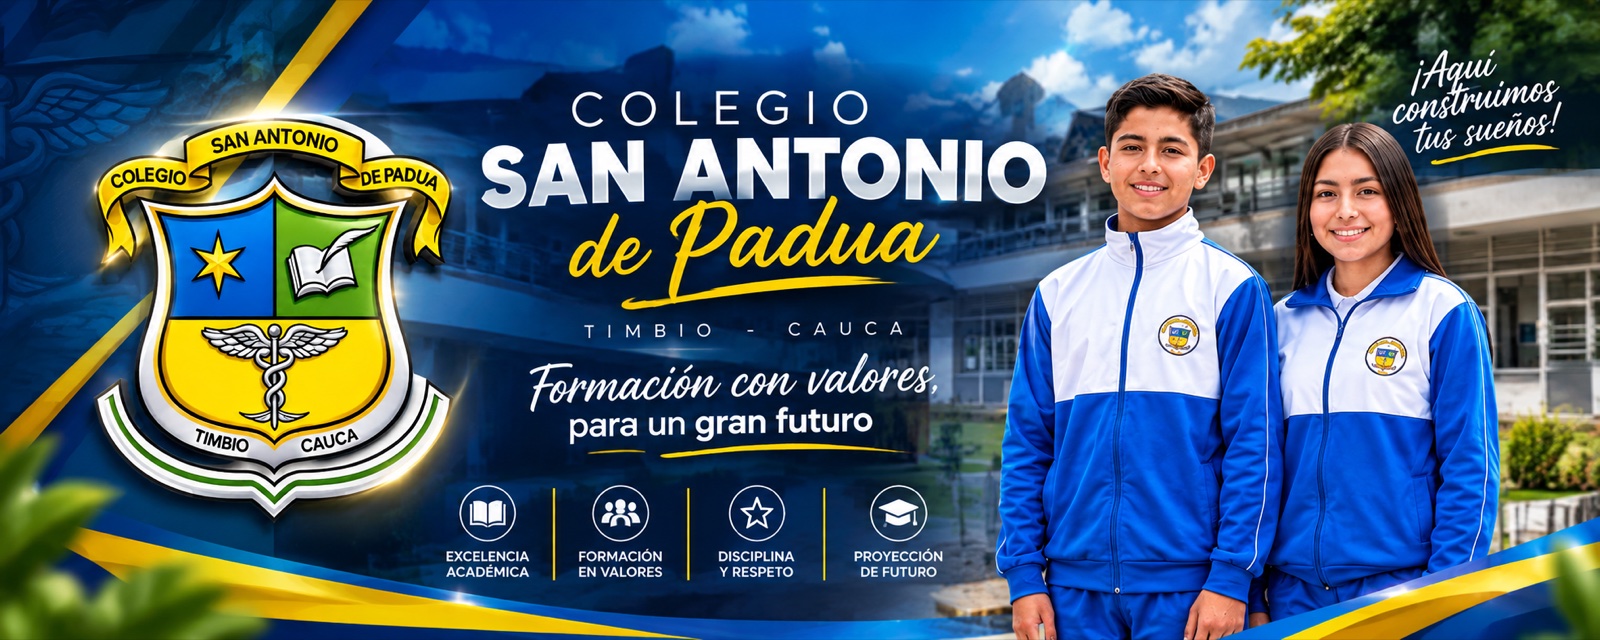 COLEGIO
SAN ANTONIO
DE PADUA
TIMBIO
CAUCA
COLEGIO
SAN ANTONIO
de Padua
TIMBIO - CAUCA
Formación con valores,
para un gran futuro
EXCELENCIA
ACADÉMICA
FORMACIÓN
EN VALORES
DISCIPLINA
Y RESPETO
PROYECCIÓN
DE FUTURO
¡Aquí
construimos
tus sueños!